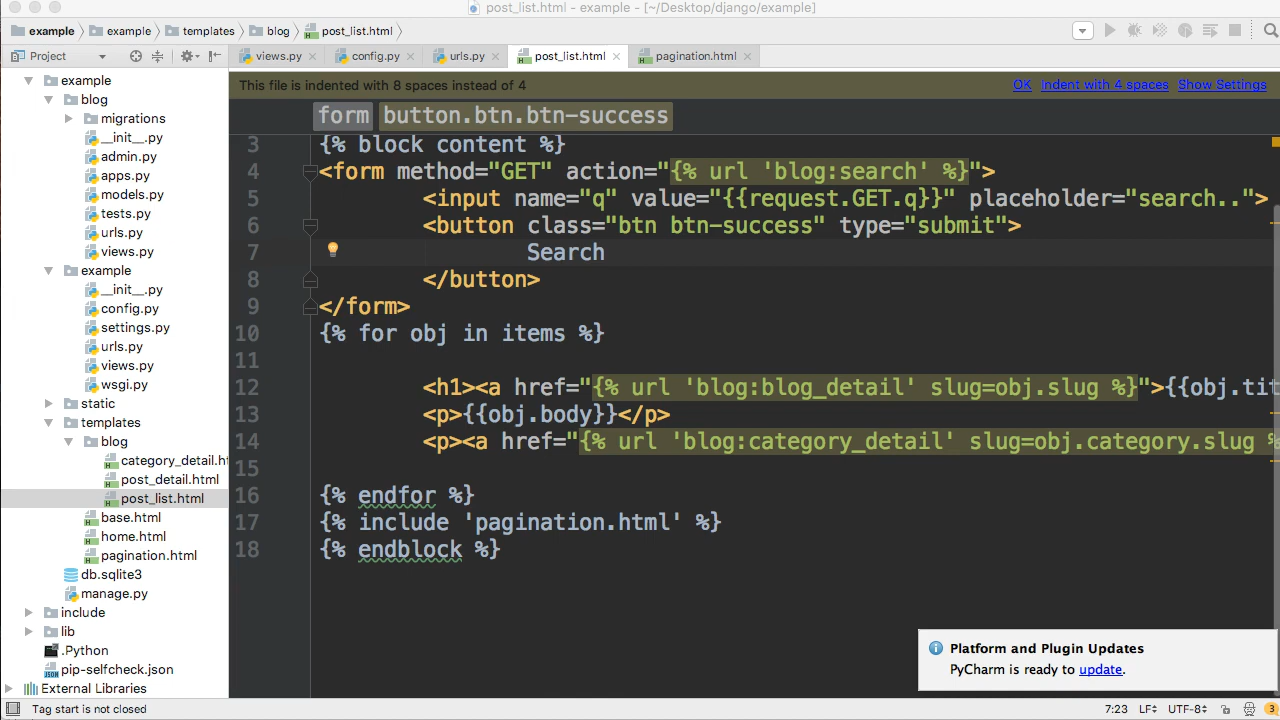 post_list.html - example - [~/Desktop/django/example]
example example templates blog post_list.html
Project views.py config.py urls.py post_list.html pagination.html
This file is indented with 8 spaces instead of 4 OK Indent with 4 spaces Show Settings
form button.btn.btn-success
example
blog
migrations
__init__.py
admin.py
apps.py
models.py
tests.py
urls.py
views.py
example
__init__.py
config.py
settings.py
urls.py
views.py
wsgi.py
static
templates
blog
category_detail.ht
post_detail.html
post_list.html
base.html
home.html
pagination.html
db.sqlite3
manage.py
include
lib
.Python
pip-selfcheck.json
External Libraries
3 {% block content %}
4 <form method="GET" action="{% url 'blog:search' %}">
5 <input name="q" value="{{request.GET.q}}" placeholder="search..">
6 <button class="btn btn-success" type="submit">
7 Search
8 </button>
9 </form>
10 {% for obj in items %}
11
12 <h1><a href="{% url 'blog:blog_detail' slug=obj.slug %}">{{obj.tit
13 <p>{{obj.body}}</p>
14 <p><a href="{% url 'blog:category_detail' slug=obj.category.slug %
15
16 {% endfor %}
17 {% include 'pagination.html' %}
18 {% endblock %}
Platform and Plugin Updates
PyCharm is ready to update.
Tag start is not closed 7:23 LF UTF-8 3